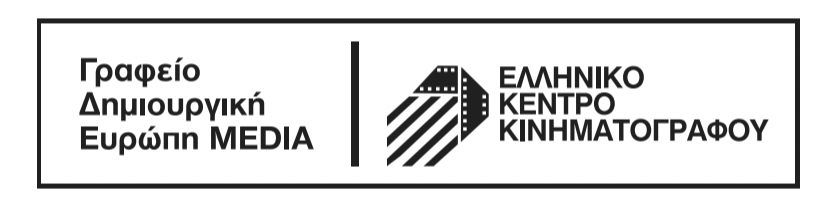 Γραφείο
Δημιουργική
Ευρώπη MEDIA
ΕΛΛΗΝΙΚΟ
ΚΕΝΤΡΟ
ΚΙΝΗΜΑΤΟΓΡΑΦΟΥ